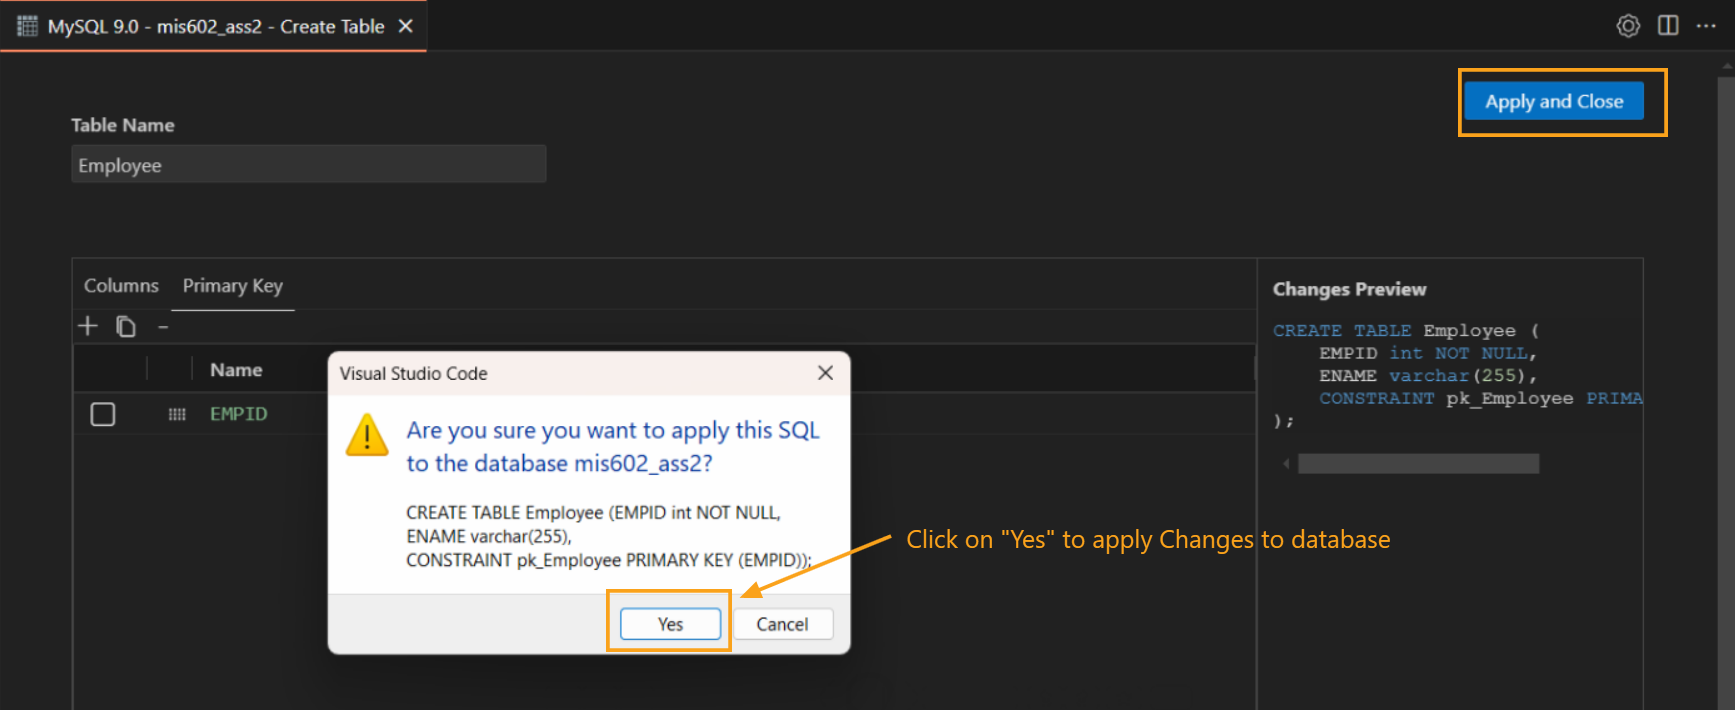 MySQL 9.0 - mis602_ass2 - Create Table
Apply and Close
Table Name
Employee
Columns Primary Key
Name
EMPID
Changes Preview
CREATE TABLE Employee (
EMPID int NOT NULL,
ENAME varchar(255),
CONSTRAINT pk_Employee PRIMA
);
Visual Studio Code
Are you sure you want to apply this SQL
to the database mis602_ass2?
CREATE TABLE Employee (EMPID int NOT NULL,
ENAME varchar(255),
CONSTRAINT pk_Employee PRIMARY KEY (EMPID));
Yes Cancel
Click on "Yes" to apply Changes to database